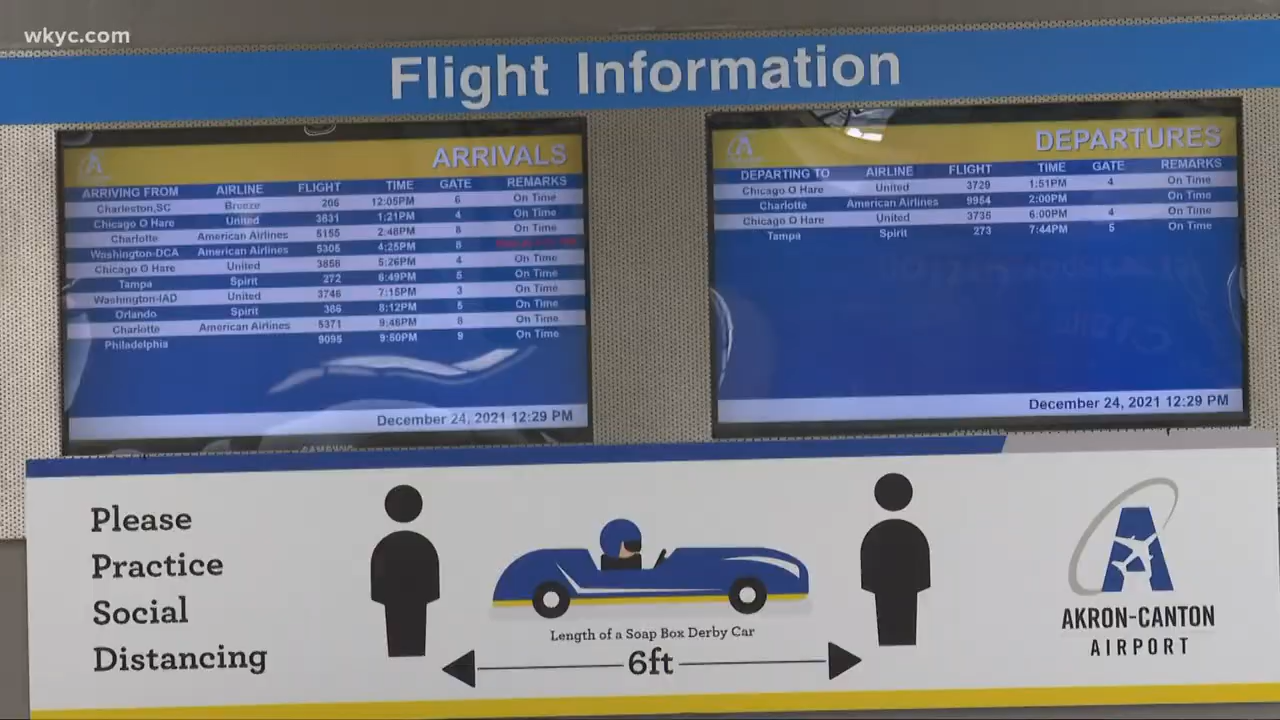 wkyc.com
Flight Information
ARRIVALS
ARRIVING FROM AIRLINE FLIGHT TIME GATE REMARKS
Charleston,SC Breeze 206 12:05PM 6 On Time
Chicago O Hare United 3631 1:21PM 4 On Time
Charlotte American Airlines 5155 2:48PM 8 On Time
Washington-DCA American Airlines 5305 4:25PM 8
Chicago O Hare United 3858 5:26PM 4 On Time
Tampa Spirit 272 6:49PM 5 On Time
Washington-IAD United 3746 7:15PM 3 On Time
Orlando Spirit 386 8:12PM 5 On Time
Charlotte American Airlines 5371 9:48PM 8 On Time
Philadelphia 9095 9:50PM 9 On Time
December 24, 2021 12:29 PM
SAMSUNG
DEPARTURES
DEPARTING TO AIRLINE FLIGHT TIME GATE REMARKS
Chicago O Hare United 3729 1:51PM 4 On Time
Charlotte American Airlines 9954 2:00PM On Time
Chicago O Hare United 3735 6:00PM 4 On Time
Tampa Spirit 273 7:44PM 5 On Time
December 24, 2021 12:29 PM
Please
Practice
Social
Distancing
Length of a Soap Box Derby Car
6ft
AKRON-CANTON
AIRPORT